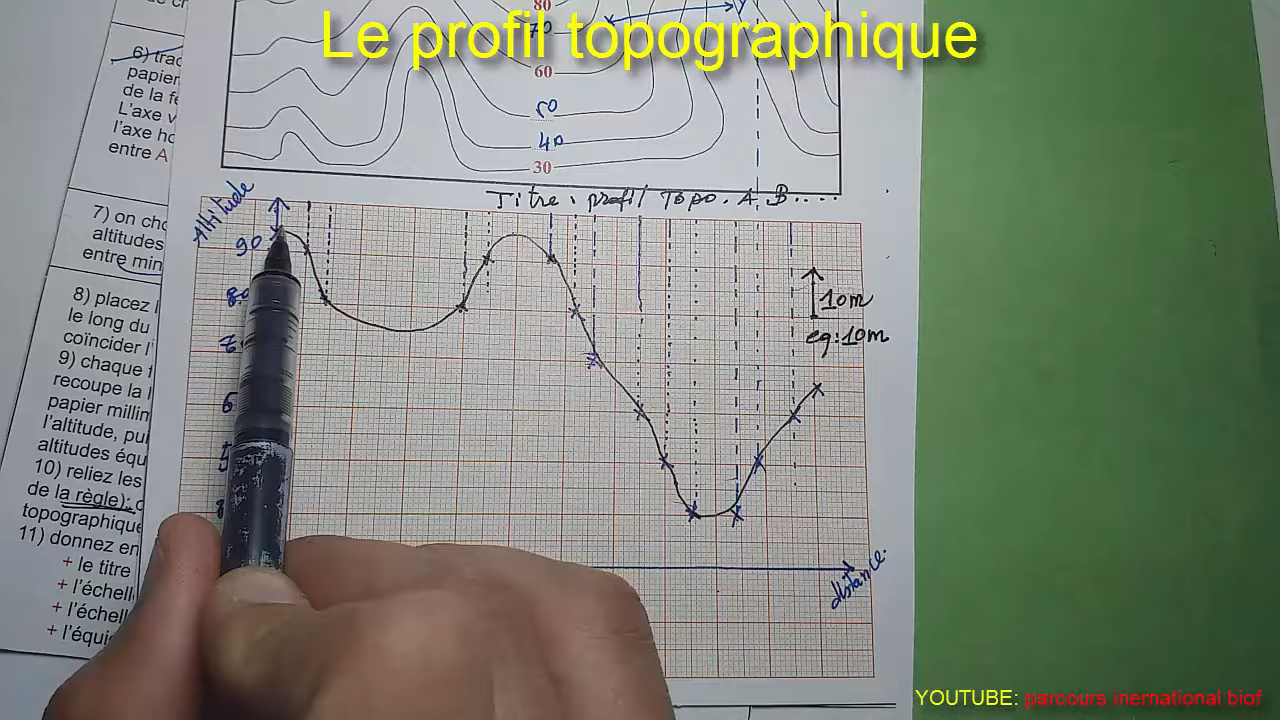 Le profil topographique
80
70
60
50
40
30
6) trac
papier
de la fe
L'axe v
l'axe ho
entre A
7) on cho
altitudes
entre min
8) placez l
le long du
coïncider l'
9) chaque f
recoupe la l
papier millin
l'altitude, pui
altitudes équ
10) reliez les
de la règle);
topographique
11) donnez en
+ le titre
+ l'échell
+ l'échell
+ l'équi
Titre : profil Topo. A B....
Altitude
90
80
10m
eq:10m
distance
YOUTUBE: parcours inernational biof